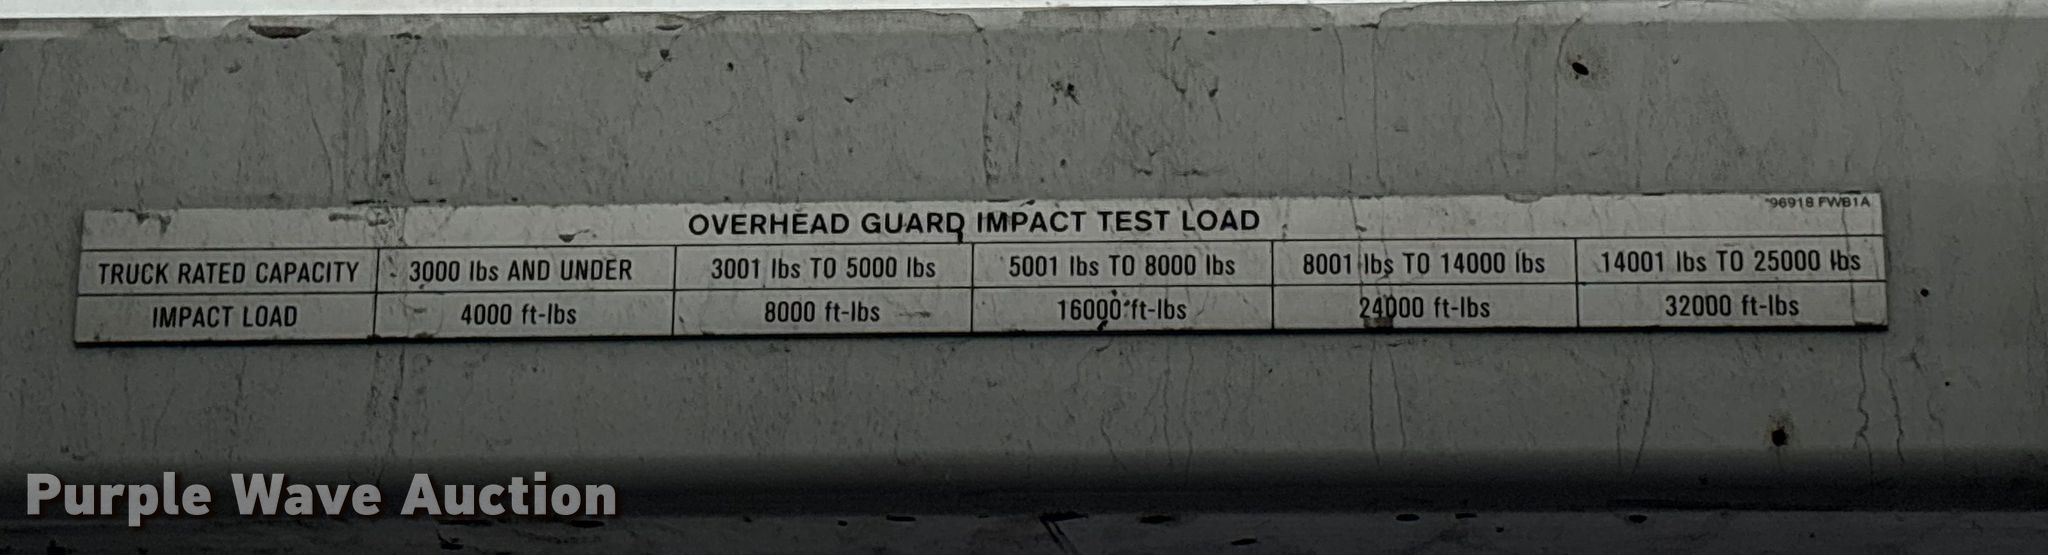 OVERHEAD GUARD IMPACT TEST LOAD
TRUCK RATED CAPACITY 3000 lbs AND UNDER 3001 lbs TO 5000 lbs 5001 lbs TO 8000 lbs 8001 lbs TO 14000 lbs 14001 lbs TO 25000 lbs
IMPACT LOAD 4000 ft-lbs 8000 ft-lbs 16000 ft-lbs 24000 ft-lbs 32000 ft-lbs
Purple Wave Auction